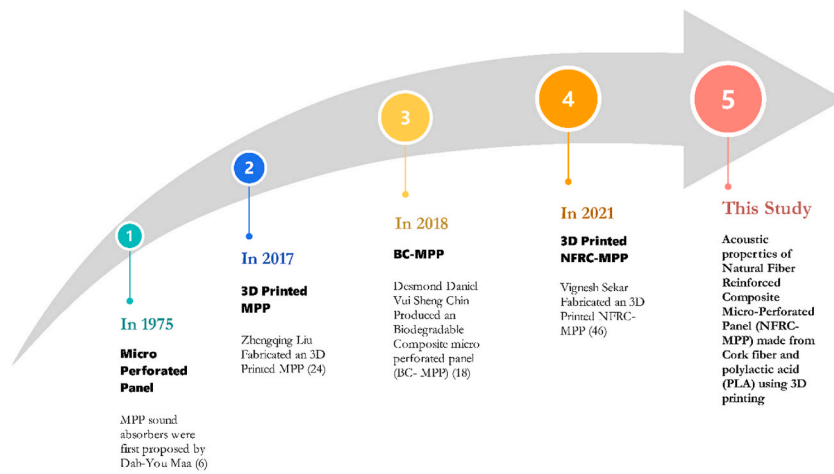 1
In 1975
Micro
Perforated
Panel
MPP sound
absorbers were
first proposed by
Dah-You Maa (6)
2
In 2017
3D Printed
MPP
Zhengqing Liu
Fabricated an 3D
Printed MPP (24)
3
In 2018
BC-MPP
Desmond Daniel
Vui Sheng Chin
Produced an
Biodegradable
Composite micro
perforated panel
(BC- MPP) (18)
4
In 2021
3D Printed
NFRC-MPP
Vignesh Sekar
Fabricated an 3D
Printed NFRC-
MPP (46)
5
This Study
Acoustic
properties of
Natural Fiber
Reinforced
Composite
Micro-Perforated
Panel (NFRC-
MPP) made from
Cork fiber and
polylactic acid
(PLA) using 3D
printing